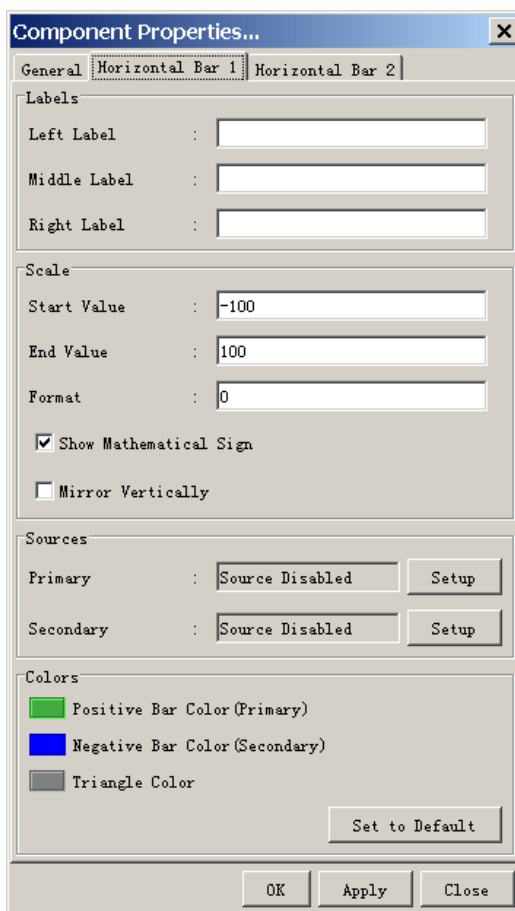 Component Properties...
General Horizontal Bar 1 Horizontal Bar 2
Labels
Left Label :
Middle Label :
Right Label :
Scale
Start Value : -100
End Value : 100
Format : 0
Show Mathematical Sign
Mirror Vertically
Sources
Primary : Source Disabled Setup
Secondary : Source Disabled Setup
Colors
Positive Bar Color(Primary)
Negative Bar Color(Secondary)
Triangle Color
Set to Default
OK Apply Close